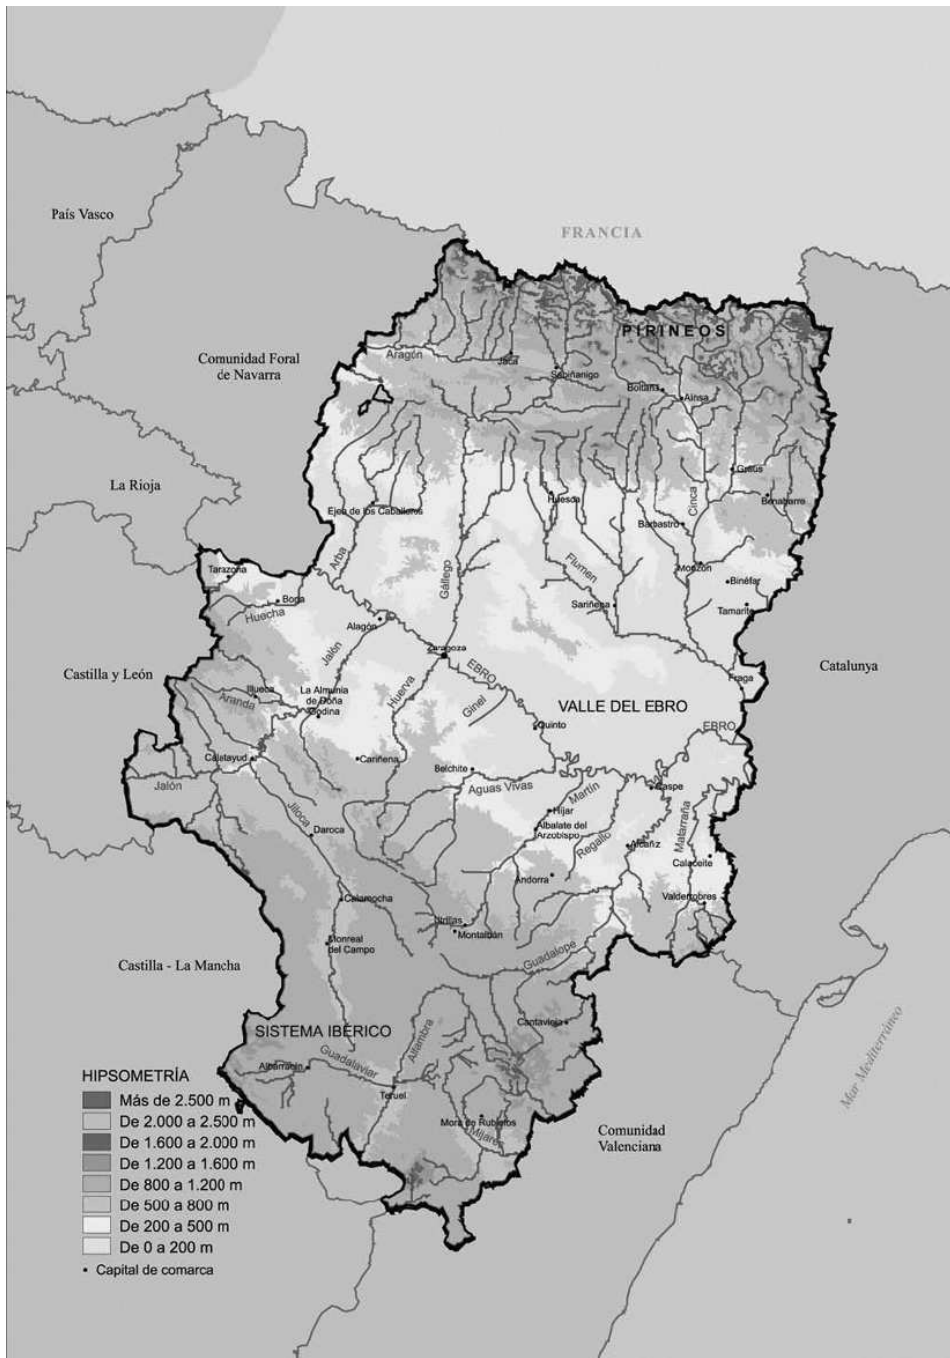 FRANCIA
País Vasco
PIRINEOS
Comunidad Foral
de Navarra
Aragón
Jaca
Sabiñanigo
Boltaña
Ainsa
La Rioja
Graus
Benabarre
Huesca
Cinca
Ejea de los Caballeros
Barbastro
Arba
Gállego
Flumen
Monzón
Binéfar
Tarazona
Borja
Huecha
Sariñena
Tamarite
Alagón
Zaragoza
Jalón
EBRO
Castilla y León
Catalunya
Fraga
Illueca
Aranda
La Almunia
de Doña
Godina
Huerva
Ginel
VALLE DEL EBRO
EBRO
Quinto
Calatayud
Cariñena
Belchite
Jalón
Aguas Vivas
Martín
Caspe
Jiloca
Daroca
Híjar
Albalate del
Arzobispo
Regallo
Alcañiz
Matarraña
Calaceite
Andorra
Calamocha
Valderrobres
Utrillas
Montalbán
Monreal
del Campo
Guadalope
Castilla - La Mancha
SISTEMA IBÉRICO
Cantavieja
Alfambra
Mar Mediterráneo
Albarracín
Guadalaviar
Teruel
Mora de Rubielos
Mijares
Comunidad
Valenciana
HIPSOMETRÍA
Más de 2.500 m
De 2.000 a 2.500 m
De 1.600 a 2.000 m
De 1.200 a 1.600 m
De 800 a 1.200 m
De 500 a 800 m
De 200 a 500 m
De 0 a 200 m
Capital de comarca